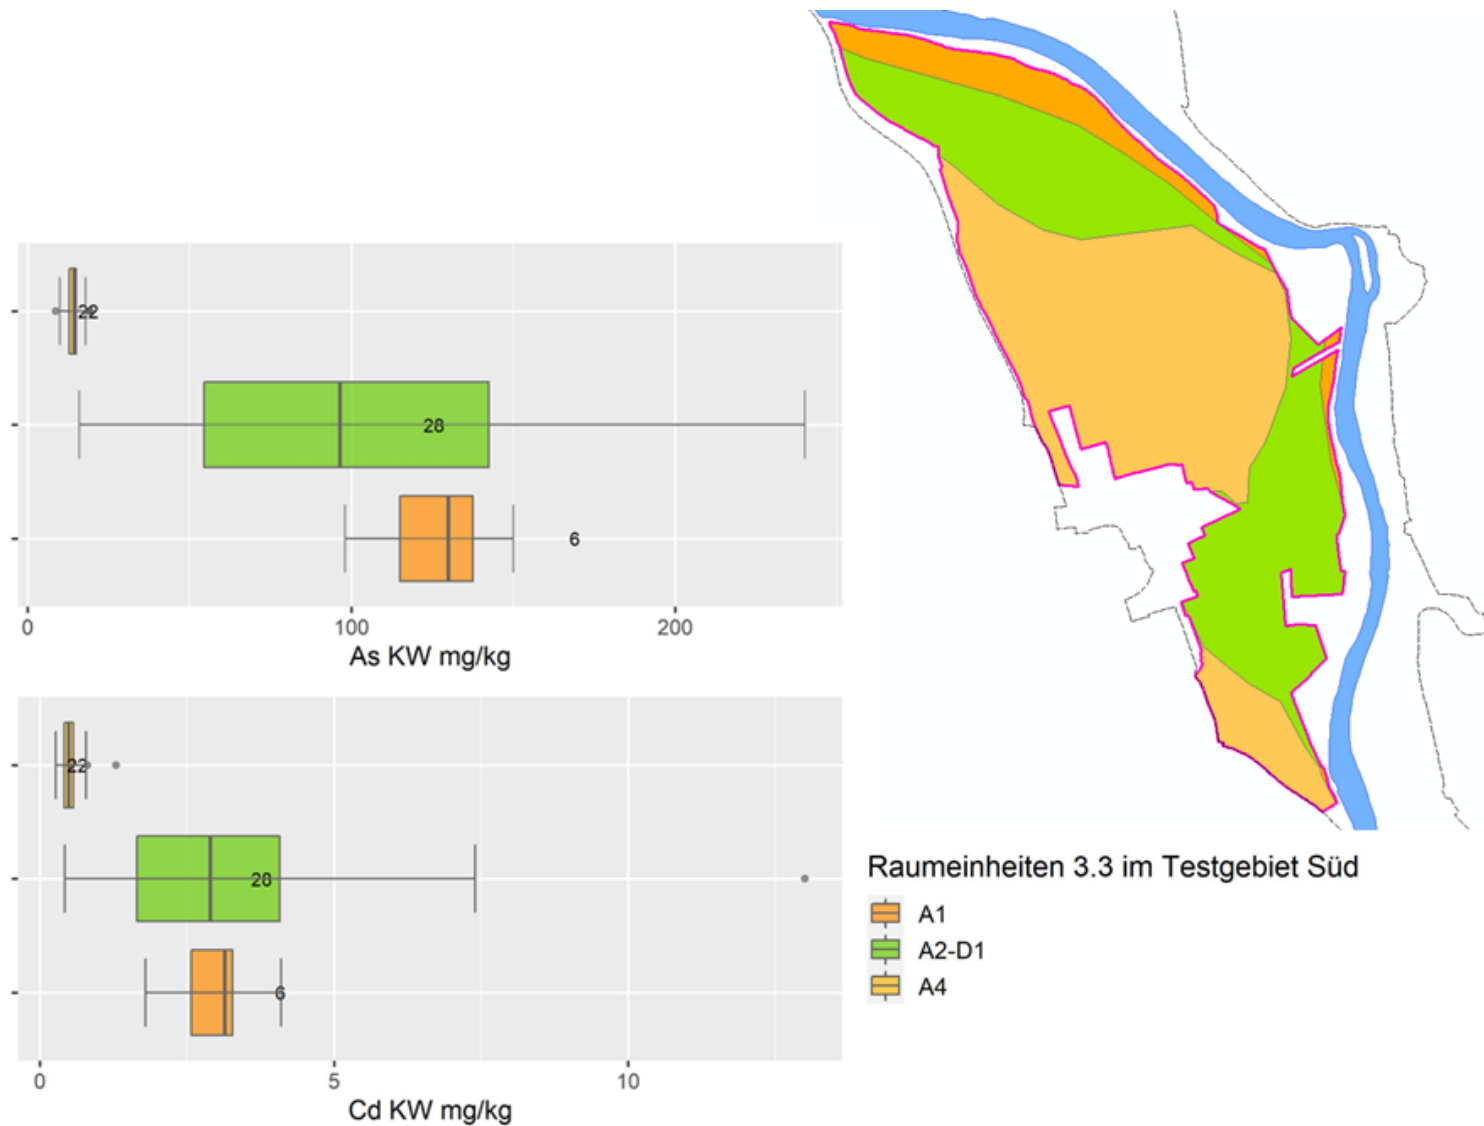 22
28
6
0
100
200
As KW mg/kg
22
28
6
0
5
10
Cd KW mg/kg
Raumeinheiten 3.3 im Testgebiet Süd
A1
A2-D1
A4